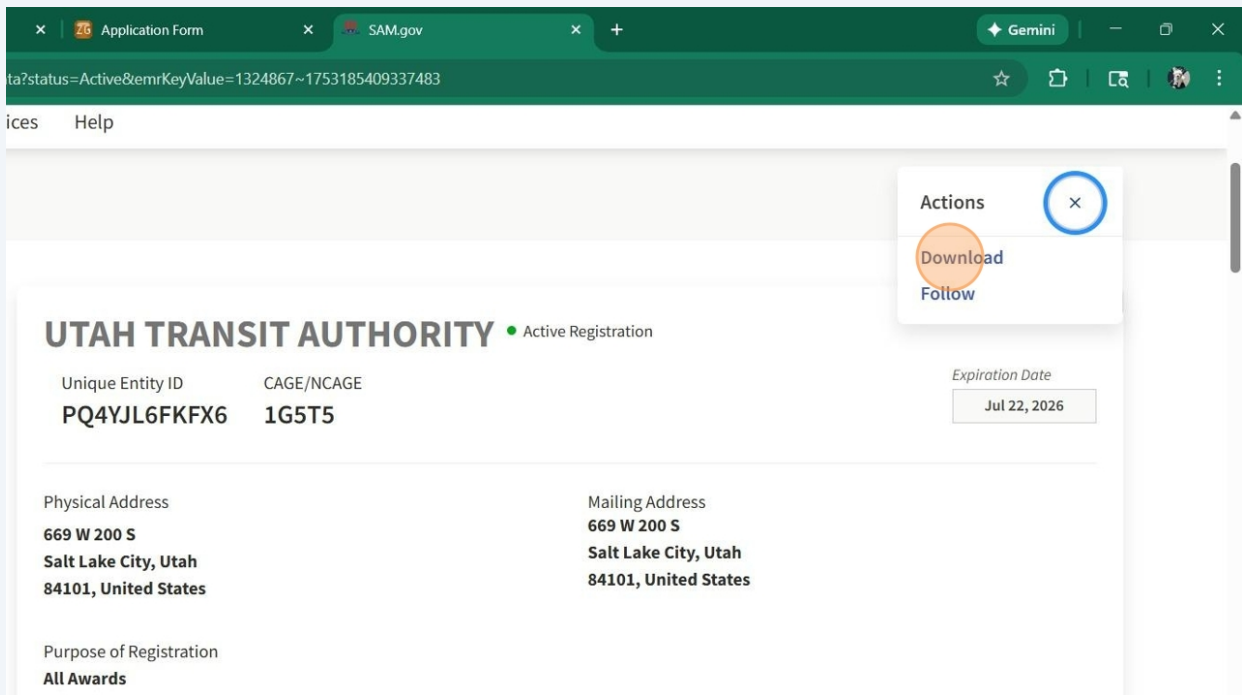 Application Form
SAM.gov
Gemini
ta?status=Active&emrKeyValue=1324867~1753185409337483
ices Help
Actions
Download
Follow
UTAH TRANSIT AUTHORITY
Active Registration
Unique Entity ID CAGE/NCAGE
PQ4YJL6FKFX6 1G5T5
Expiration Date
Jul 22, 2026
Physical Address
669 W 200 S
Salt Lake City, Utah
84101, United States
Mailing Address
669 W 200 S
Salt Lake City, Utah
84101, United States
Purpose of Registration
All Awards